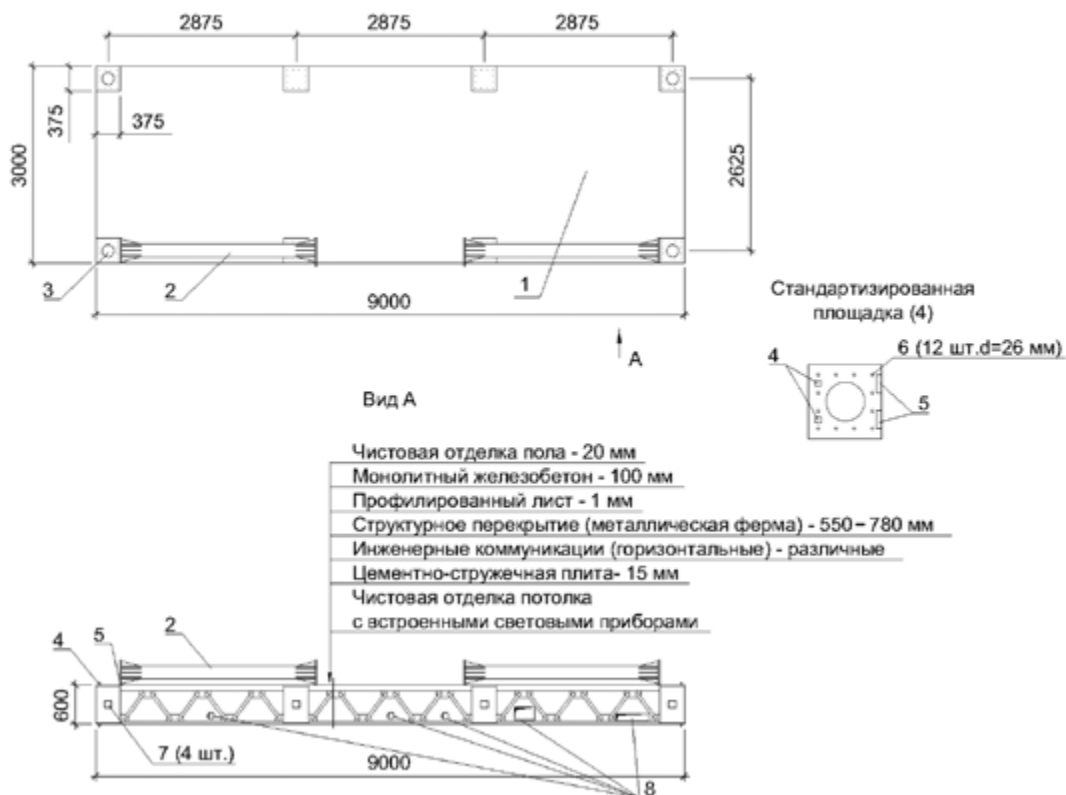 2875 2875 2875
375
375
3000
2625
3 2 1
9000
А
Стандартизированная
площадка (4)
6 (12 шт.d=26 мм)
4
5
Вид А
Чистовая отделка пола - 20 мм
Монолитный железобетон - 100 мм
Профилированный лист - 1 мм
Структурное перекрытие (металлическая ферма) - 550−780 мм
Инженерные коммуникации (горизонтальные) - различные
Цементно-стружечная плита- 15 мм
Чистовая отделка потолка
с встроенными световыми приборами
4 5 2
600
7 (4 шт.)
9000
8